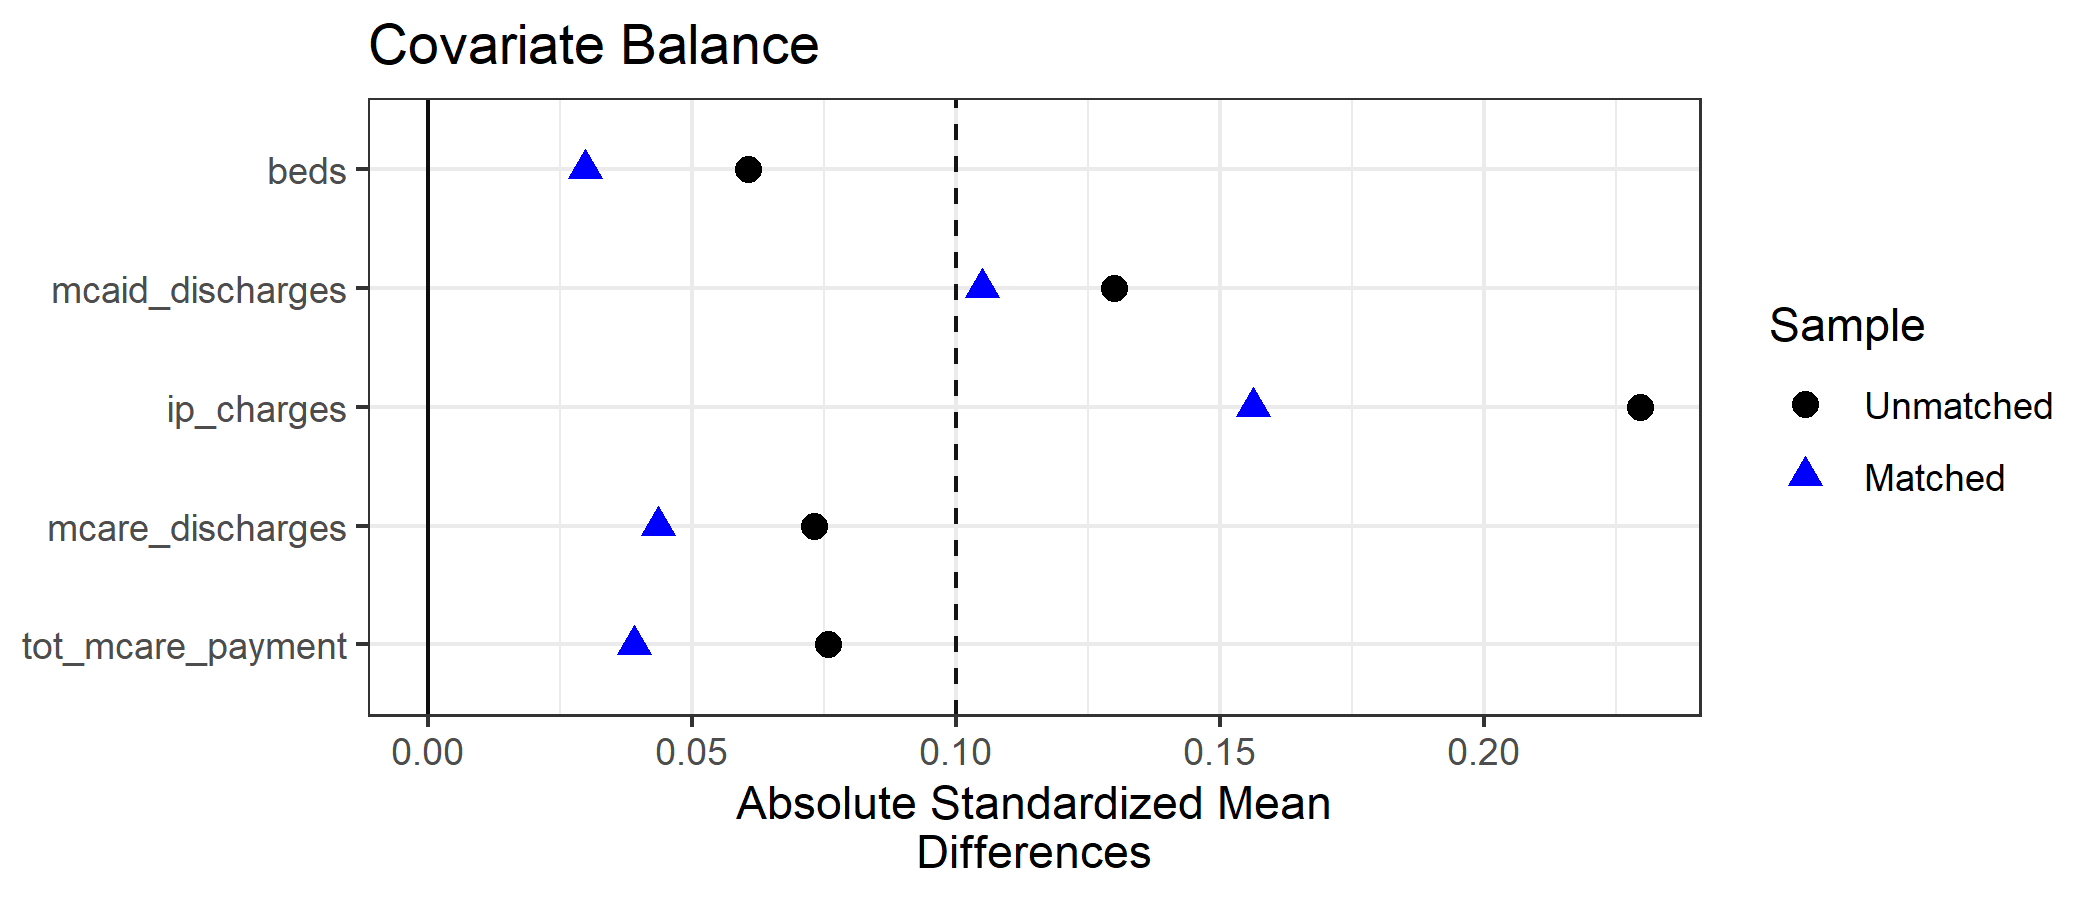 Covariate Balance
beds
mcaid_discharges
ip_charges
mcare_discharges
tot_mcare_payment
0.00
0.05
0.10
0.15
0.20
Absolute Standardized Mean
Differences
Sample
Unmatched
Matched